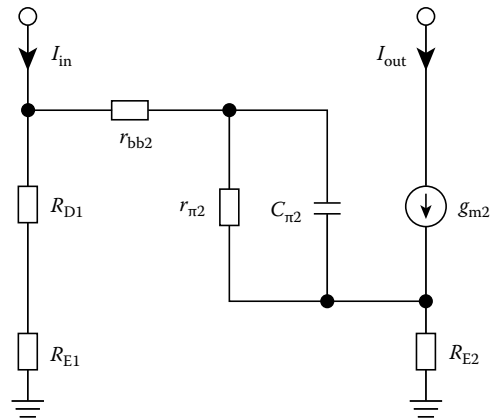 I_in
I_out
r_bb2
R_D1
r_π2
C_π2
g_m2
R_E1
R_E2